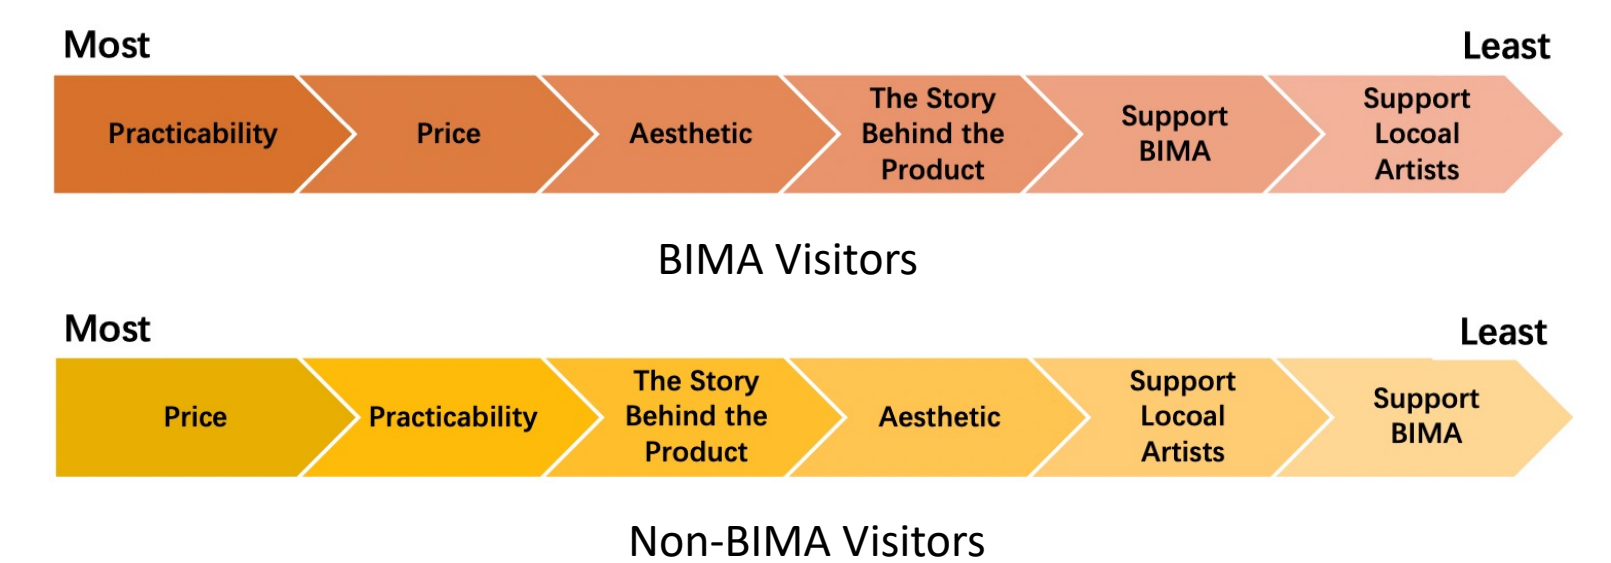 Most
Least
Practicability
Price
Aesthetic
The Story
Behind the
Product
Support
BIMA
Support
Locoal
Artists
BIMA Visitors
Most
Least
Price
Practicability
The Story
Behind the
Product
Aesthetic
Support
Locoal
Artists
Support
BIMA
Non-BIMA Visitors